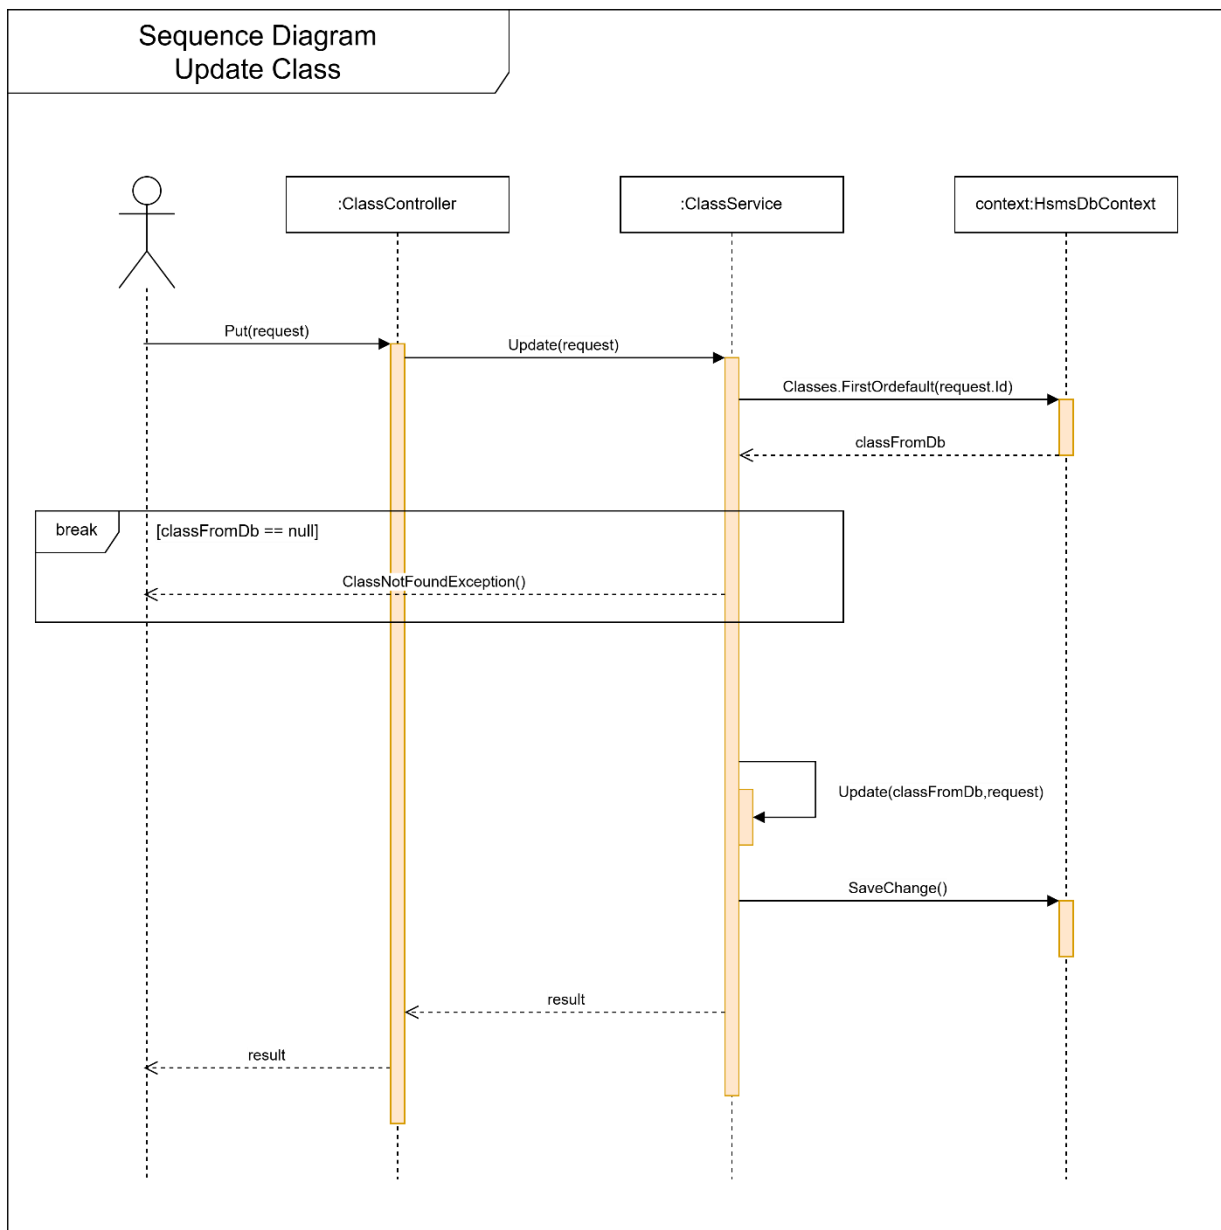 Sequence Diagram
Update Class
:ClassController
:ClassService
context:HsmsDbContext
Put(request)
Update(request)
Classes.FirstOrdefault(request.Id)
classFromDb
break
[classFromDb == null]
ClassNotFoundException()
Update(classFromDb,request)
SaveChange()
result
result